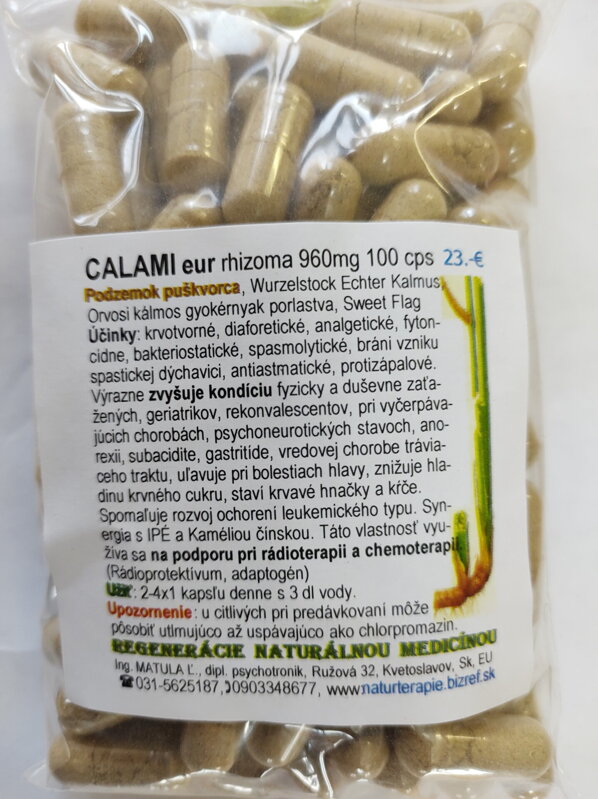 CALAMI eur rhizoma 960mg 100 cps 23.-€
Podzemok puškvorca, Wurzelstock Echter Kalmus,
Orvosi kálmos gyokérnyak porlastva, Sweet Flag
Účinky: krvotvorné, diaforetické, analgetické, fyton-
cidne, bakteriostatické, spasmolytické, bráni vzniku
spastickej dýchavici, antiastmatické, protizápalové.
Výrazne zvyšuje kondíciu fyzicky a duševne zaťa-
žených, geriatrikov, rekonvalescentov, pri vyčerpáva-
júcich chorobách, psychoneurotických stavoch, ano-
rexii, subacidite, gastritíde, vredovej chorobe trávia-
ceho traktu, uľavuje pri bolestiach hlavy, znižuje hla-
dinu krvného cukru, staví krvavé hnačky a kŕče.
Spomaľuje rozvoj ochorení leukemického typu. Syn-
ergia s IPÉ a Kaméliou čínskou. Táto vlastnosť vyu-
žíva sa na podporu pri rádioterapii a chemoterapii
(Rádioprotektívum, adaptogén)
Užiť: 2-4x1 kapsľu denne s 3 dl vody.
Upozornenie: u citlivých pri predávkovaní môže
pôsobiť utlmujúco až uspávajúco ako chlorpromazin.
REGENERÁCIE NATURÁLNOU MEDICÍNOU
Ing. MATULA Ľ., dipl. psychotronik, Ružová 32, Kvetoslavov, Sk, EU
☎031-5625187,)0903348677, www.naturterapie.bizref.sk